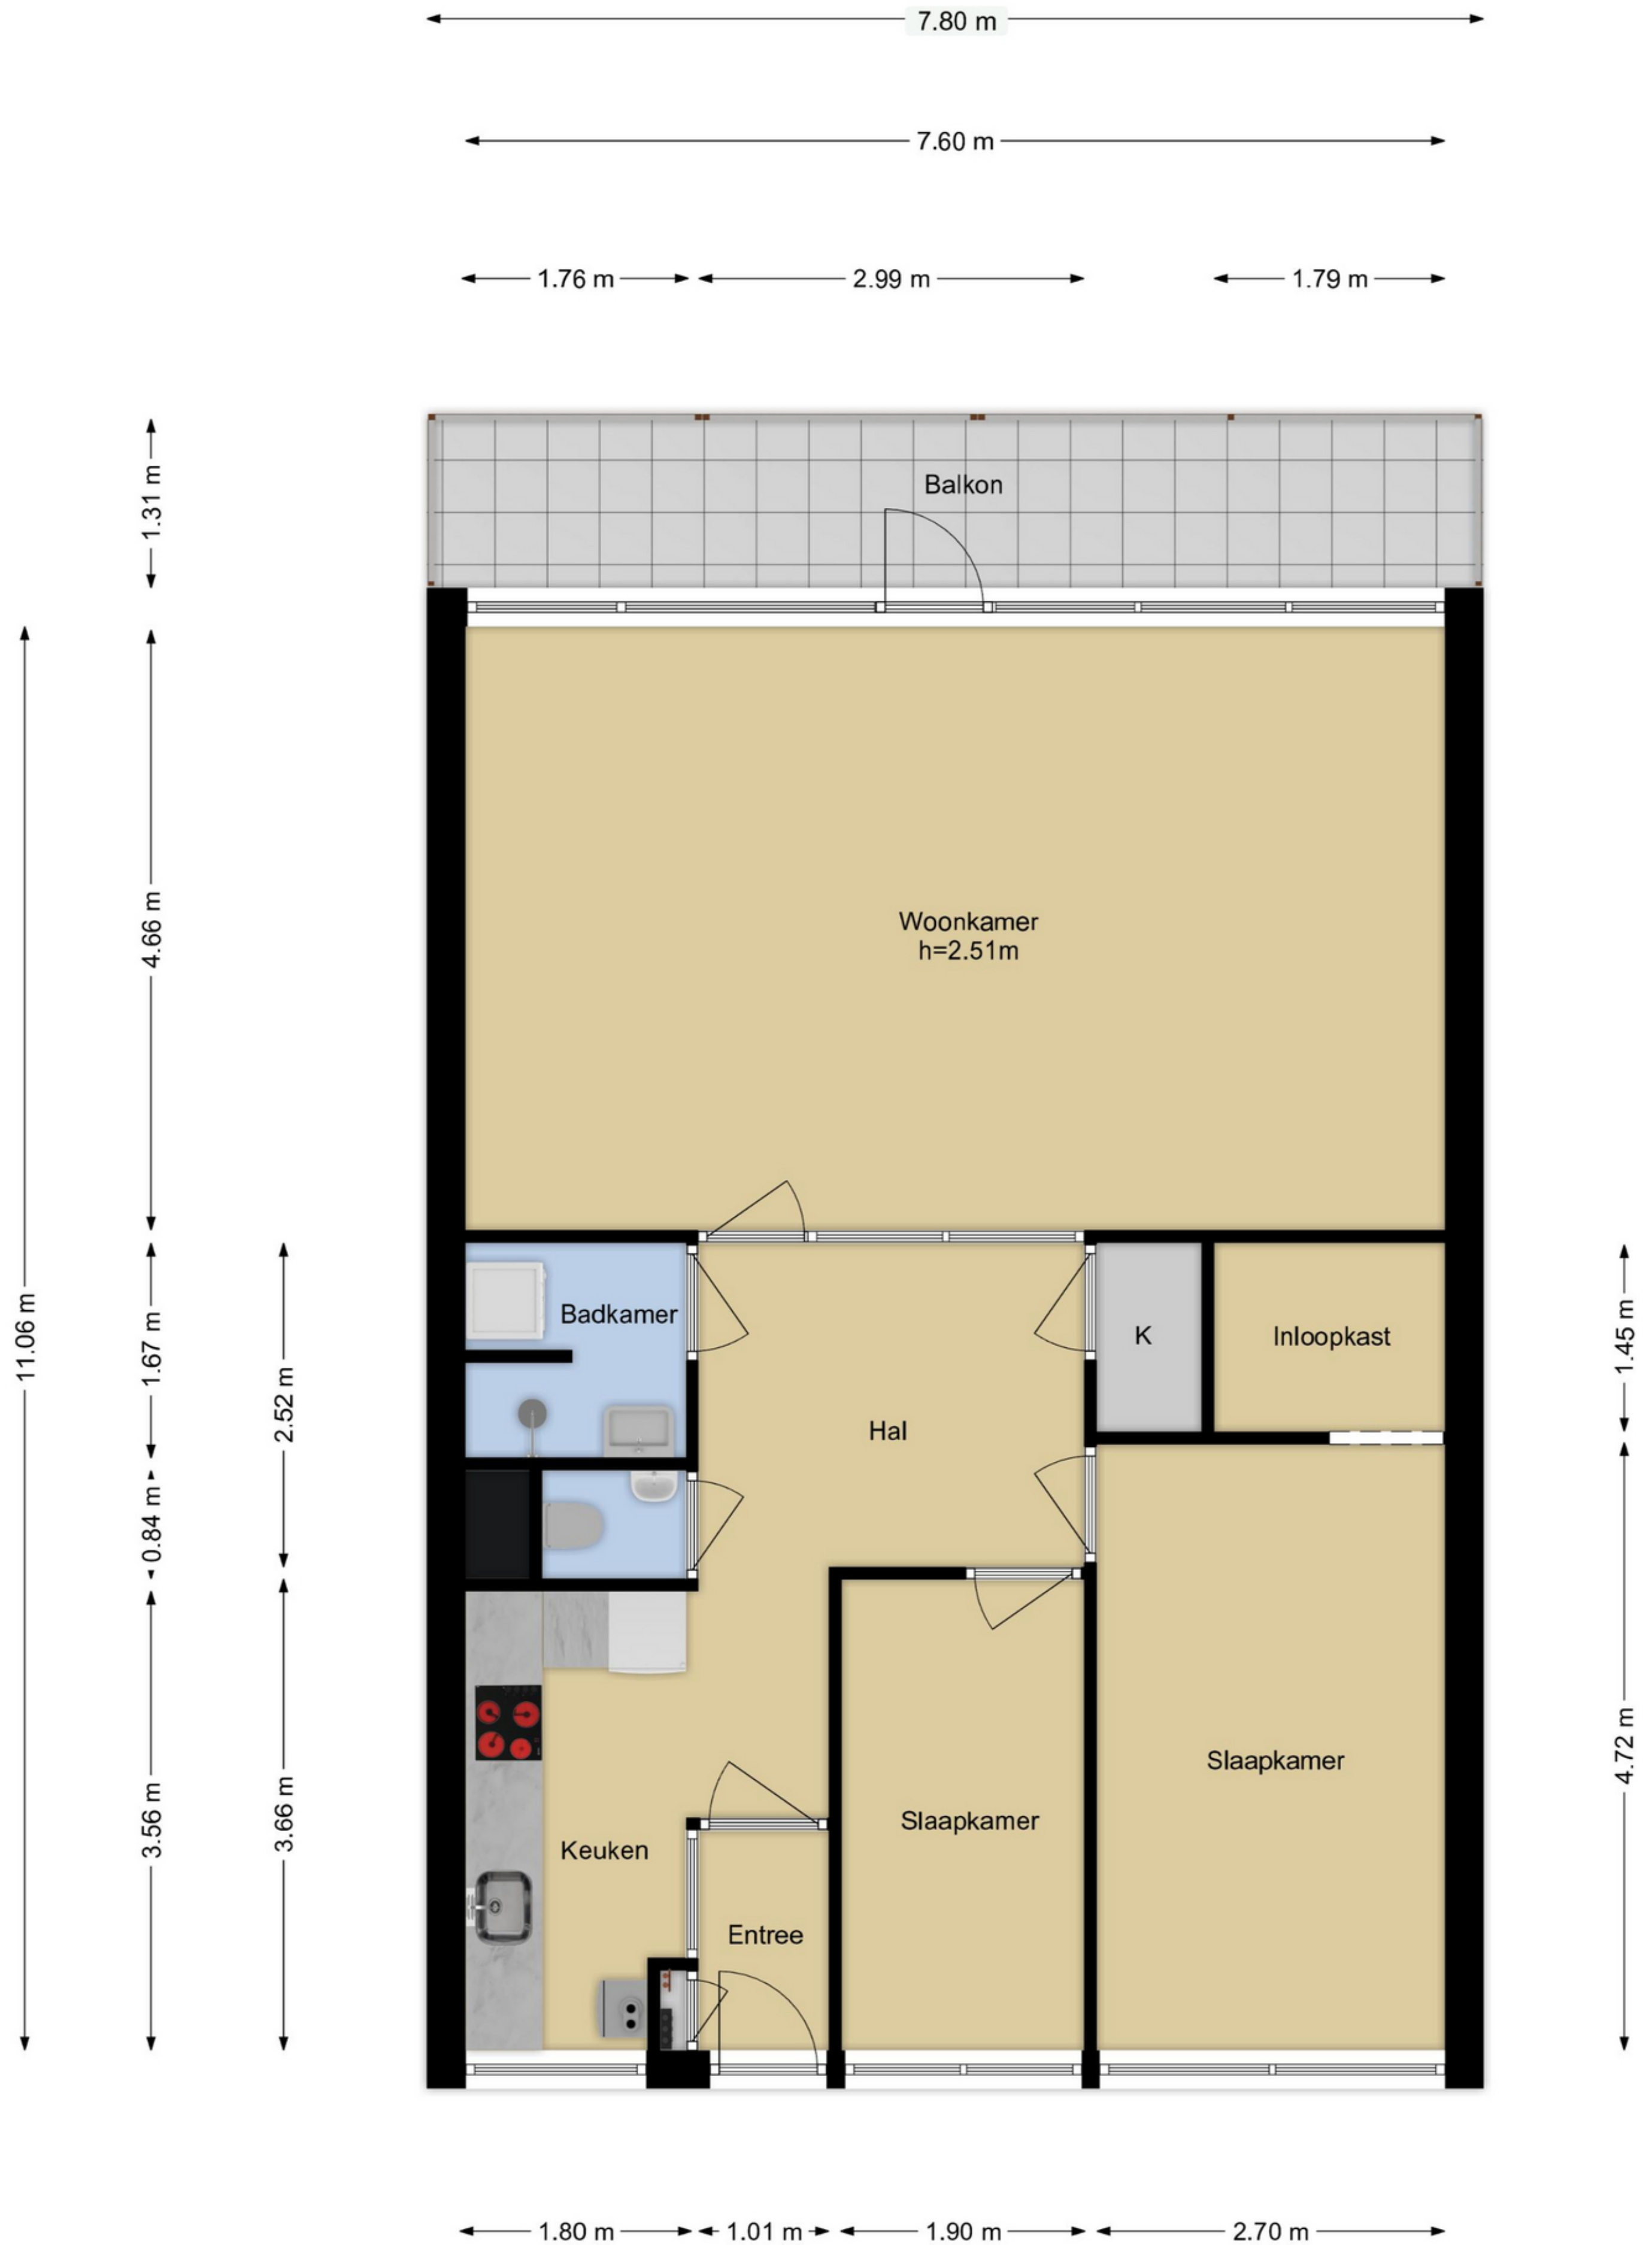 7.80 m
7.60 m
1.76 m
2.99 m
1.79 m
1.31 m
Balkon
4.66 m
Woonkamer
h=2.51m
11.06 m
1.67 m
2.52 m
Badkamer
K
Inloopkast
1.45 m
Hal
0.84 m
3.56 m
3.66 m
Keuken
Entree
Slaapkamer
Slaapkamer
4.72 m
1.80 m
1.01 m
1.90 m
2.70 m